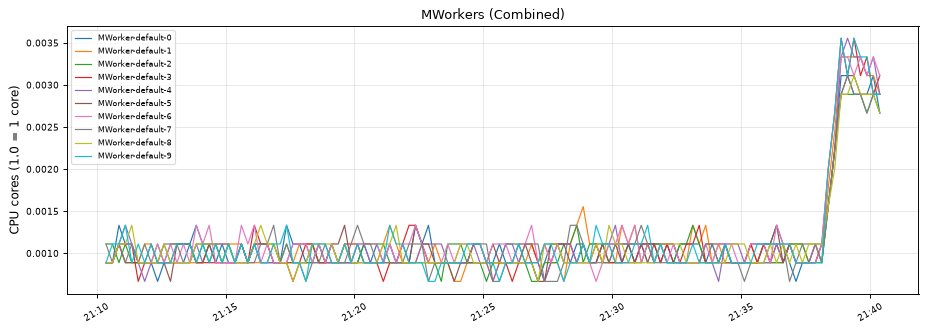 MWorkers (Combined)
CPU cores (1.0 = 1 core)
0.0035
0.0030
0.0025
0.0020
0.0015
0.0010
MWorker-default-0
MWorker-default-1
MWorker-default-2
MWorker-default-3
MWorker-default-4
MWorker-default-5
MWorker-default-6
MWorker-default-7
MWorker-default-8
MWorker-default-9
21:10
21:15
21:20
21:25
21:30
21:35
21:40